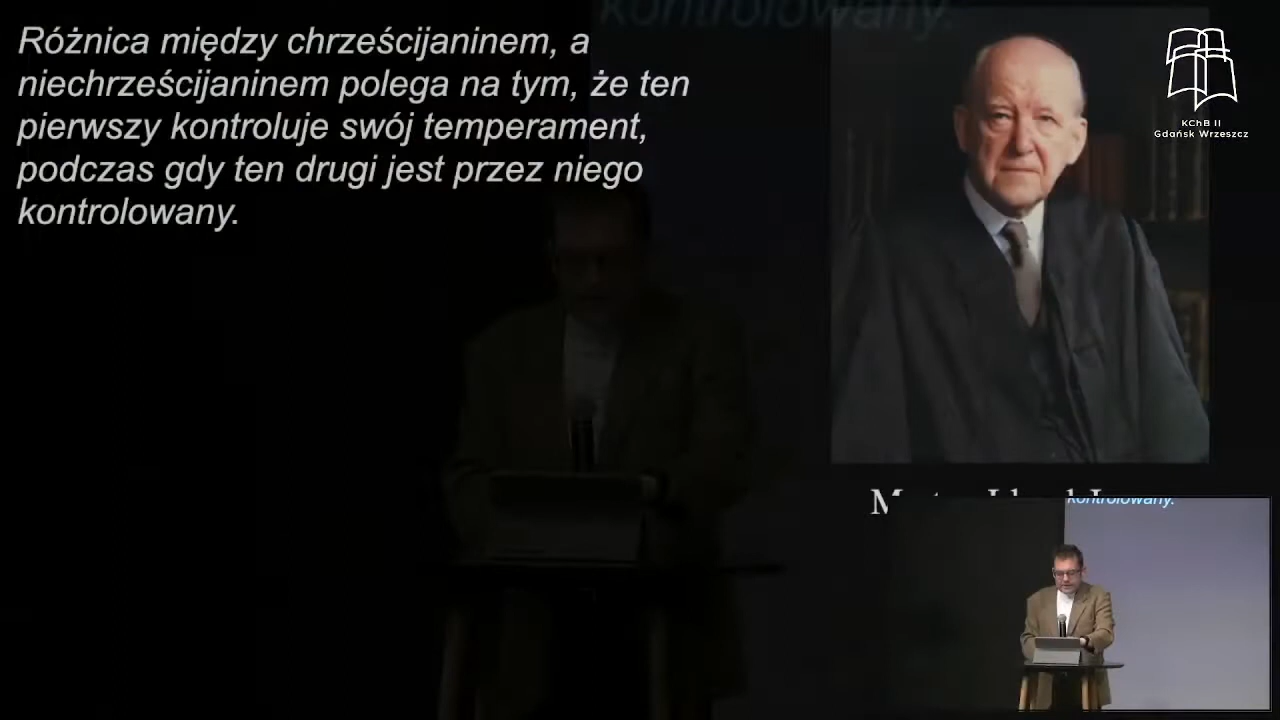 kontrolowany.
Różnica między chrześcijaninem, a
niechrześcijaninem polega na tym, że ten
pierwszy kontroluje swój temperament,
podczas gdy ten drugi jest przez niego
kontrolowany.
KChB II
Gdańsk Wrzeszcz
kontrolowany.